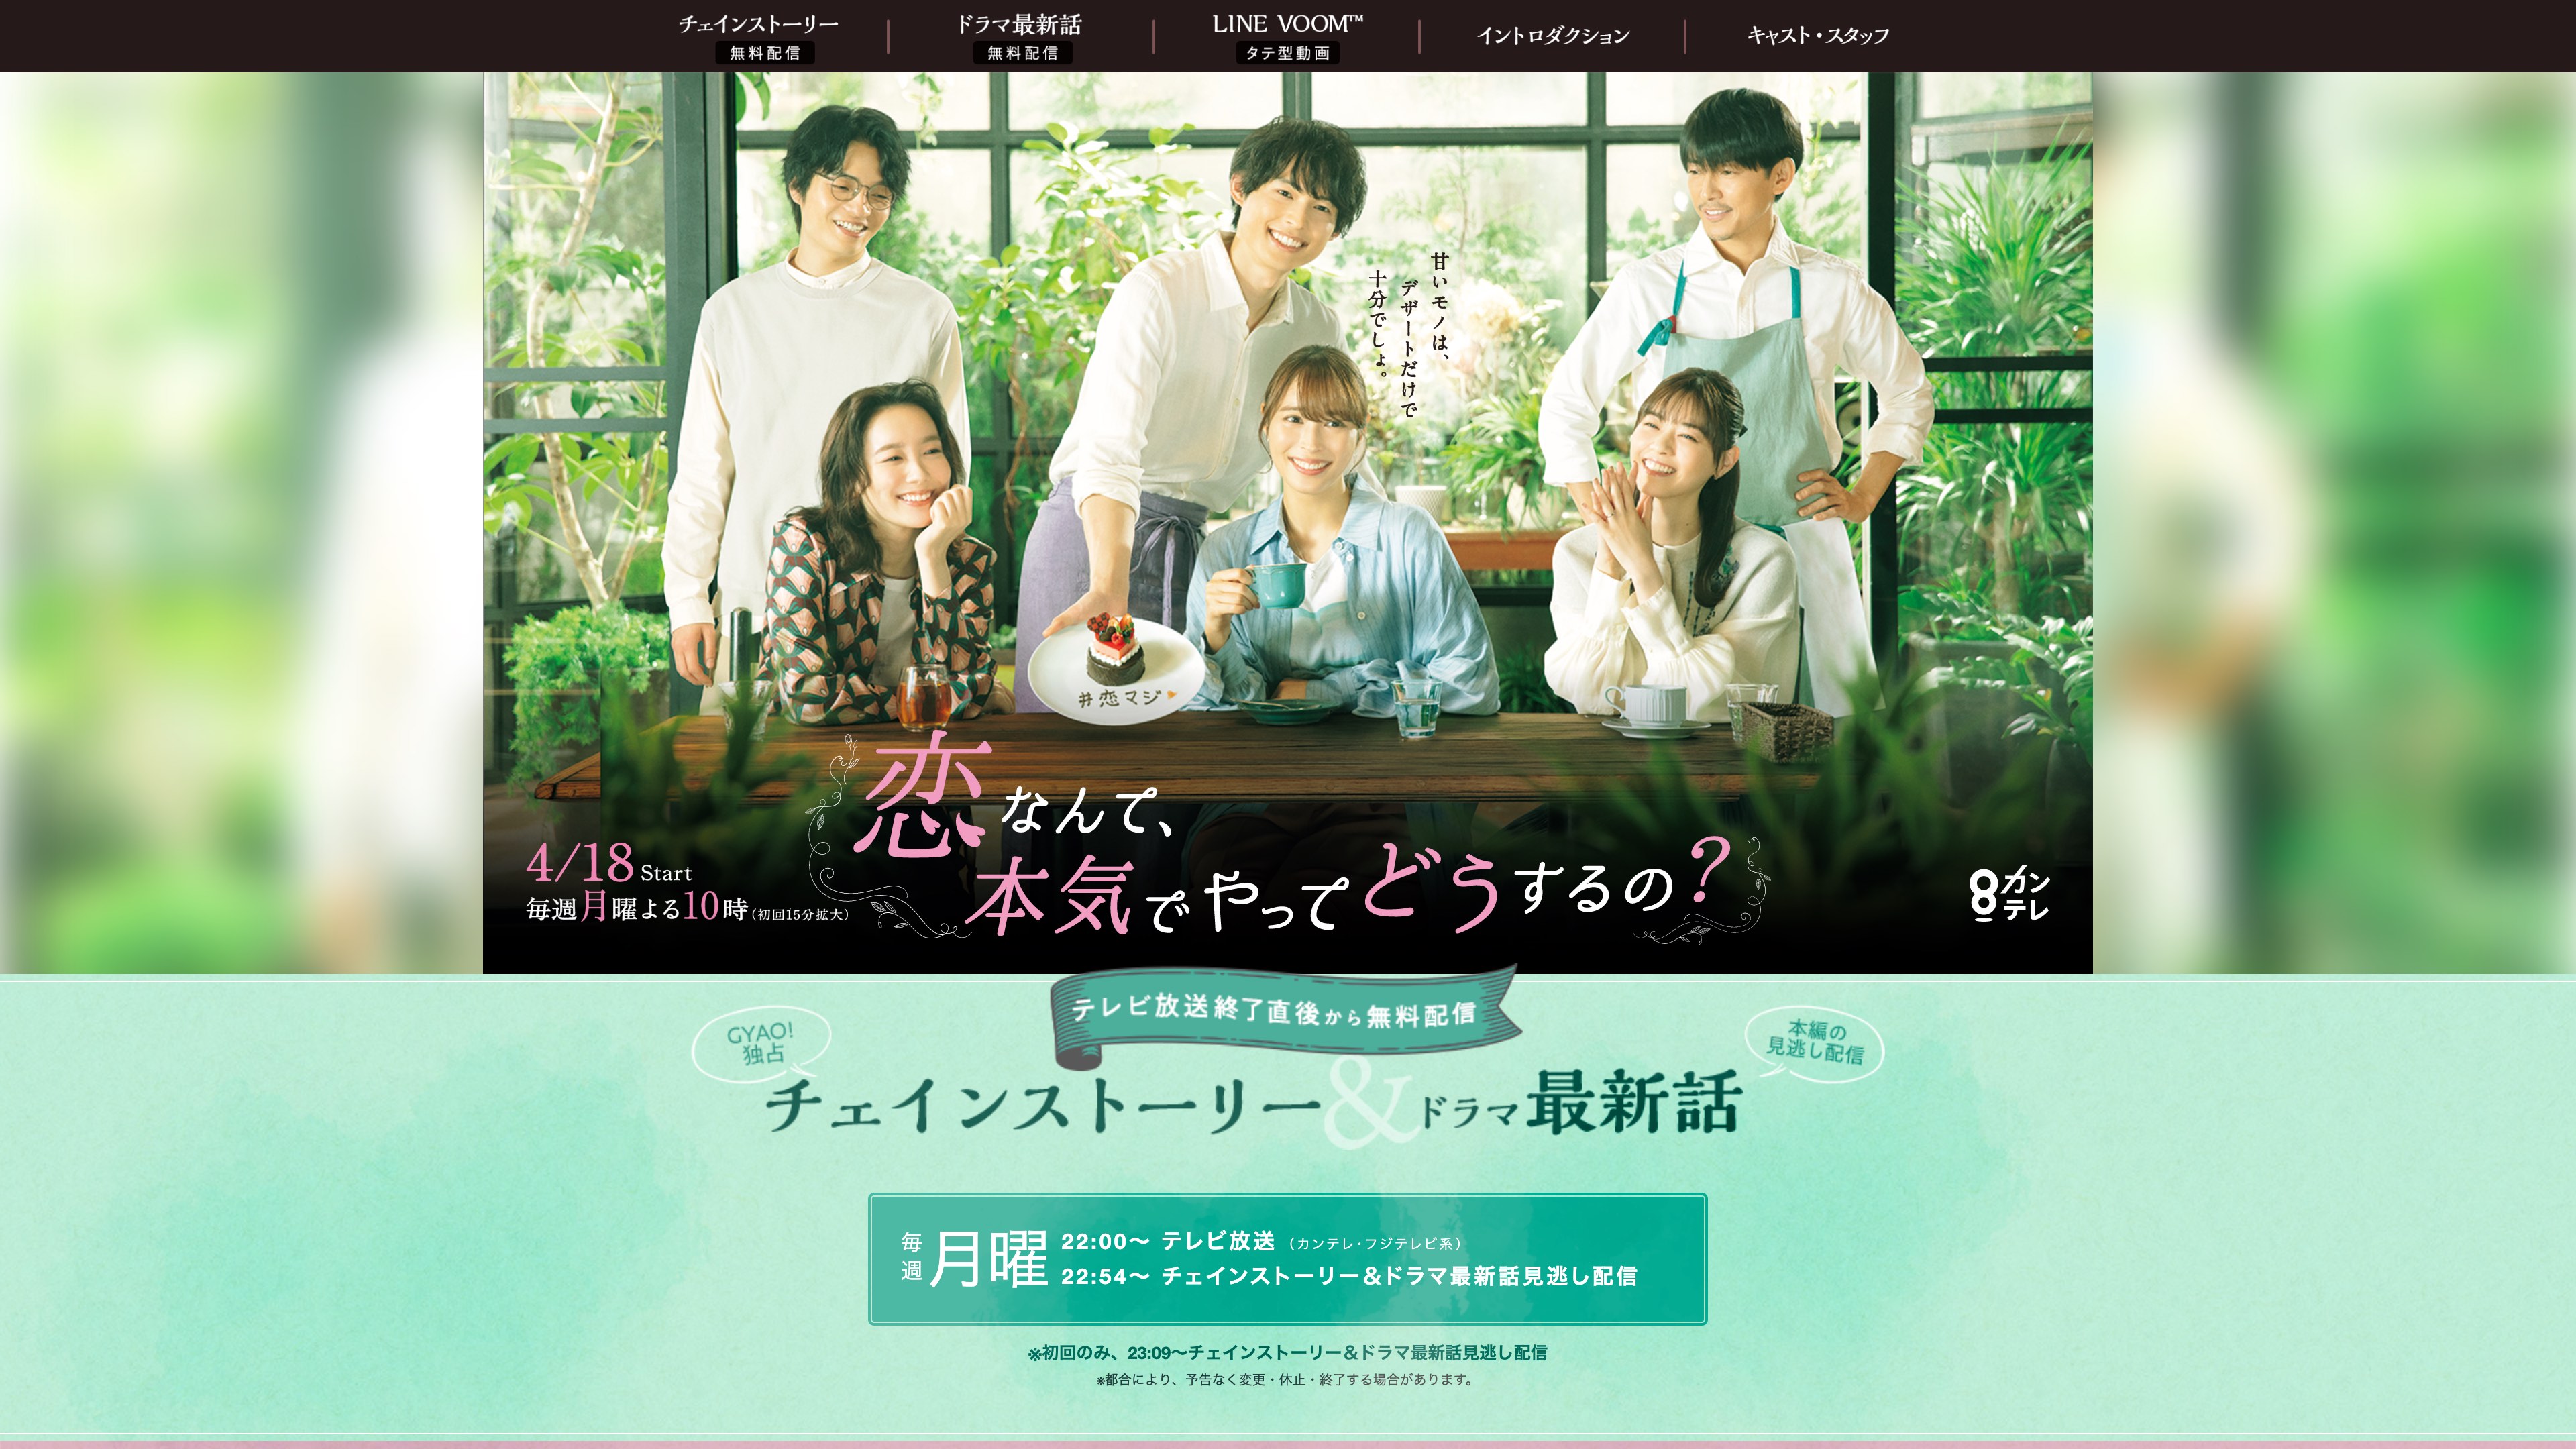 チェインストーリー
無料配信
ドラマ最新話
無料配信
LINE VOOM™
タテ型動画
イントロダクション
キャスト・スタッフ
甘いモノは、
デザートだけで
十分でしょ。
#恋マジ
恋なんて、
本気でやってどうするの?
4/18 Start
毎週月曜よる10時(初回15分拡大)
8カンテレ
テレビ放送終了直後から無料配信
GYAO!
独占
本編の
見逃し配信
チェインストーリー&ドラマ最新話
毎週月曜
22:00〜 テレビ放送 (カンテレ・フジテレビ系)
22:54〜 チェインストーリー&ドラマ最新話見逃し配信
※初回のみ、23:09〜チェインストーリー&ドラマ最新話見逃し配信
※都合により、予告なく変更・休止・終了する場合があります。